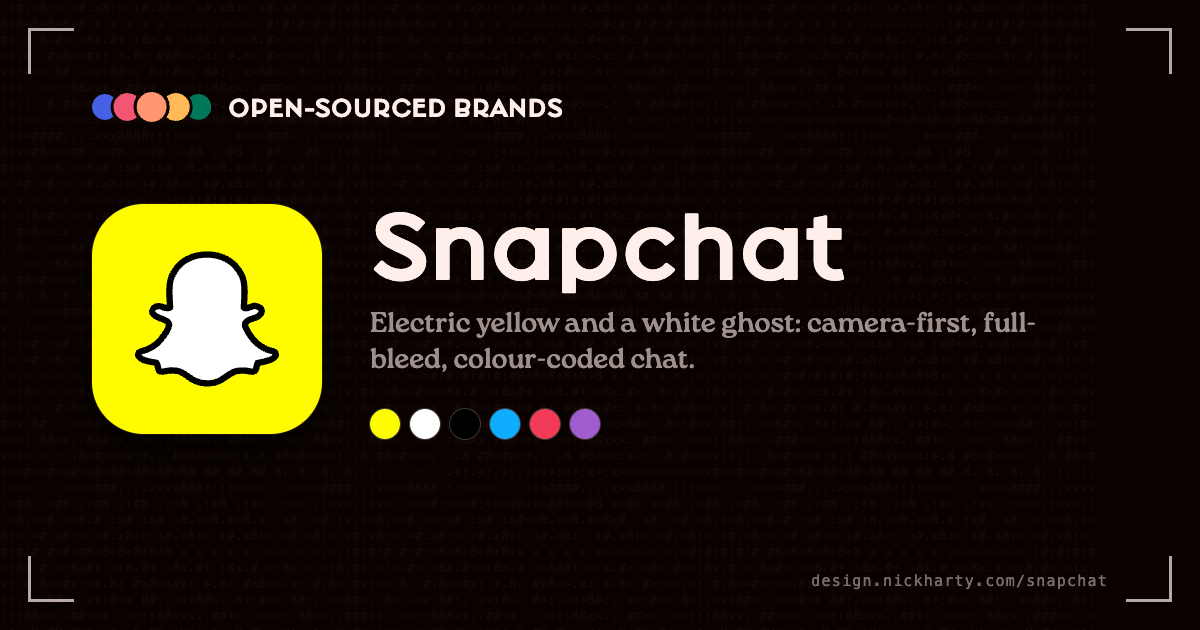 OPEN-SOURCED BRANDS
Snapchat
Electric yellow and a white ghost: camera-first, full-
bleed, colour-coded chat.
design.nickharty.com/snapchat